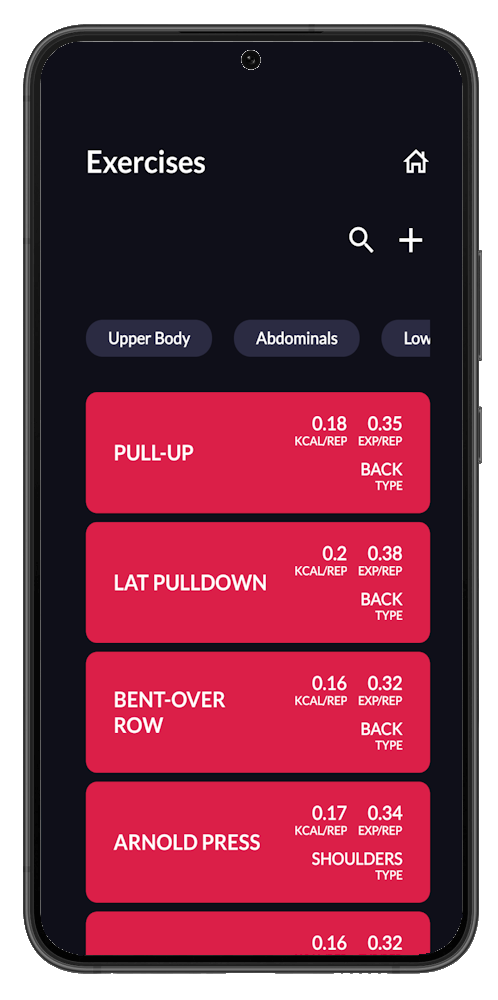 Exercises
Upper Body Abdominals Low
0.18 0.35
KCAL/REP EXP/REP
PULL-UP
BACK
TYPE
0.2 0.38
KCAL/REP EXP/REP
LAT PULLDOWN
BACK
TYPE
0.16 0.32
KCAL/REP EXP/REP
BENT-OVER
ROW
BACK
TYPE
0.17 0.34
KCAL/REP EXP/REP
ARNOLD PRESS
SHOULDERS
TYPE
0.16 0.32